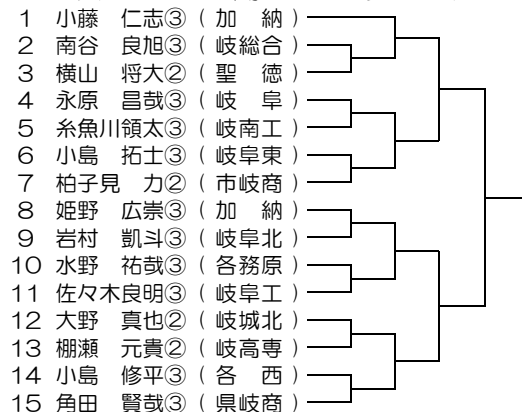 1 小藤 仁志③ ( 加 納 )
2 南谷 良旭③ ( 岐総合 )
3 横山 将大② ( 聖 徳 )
4 永原 昌哉③ ( 岐 阜 )
5 糸魚川領太③ ( 岐南工 )
6 小島 拓士③ ( 岐阜東 )
7 柏子見 力② ( 市岐商 )
8 姫野 広崇③ ( 加 納 )
9 岩村 凱斗③ ( 岐阜北 )
10 水野 祐哉③ ( 各務原 )
11 佐々木良明③ ( 岐阜工 )
12 大野 真也② ( 岐城北 )
13 棚瀬 元貴② ( 岐高専 )
14 小島 修平③ ( 各 西 )
15 角田 賢哉③ ( 県岐商 )